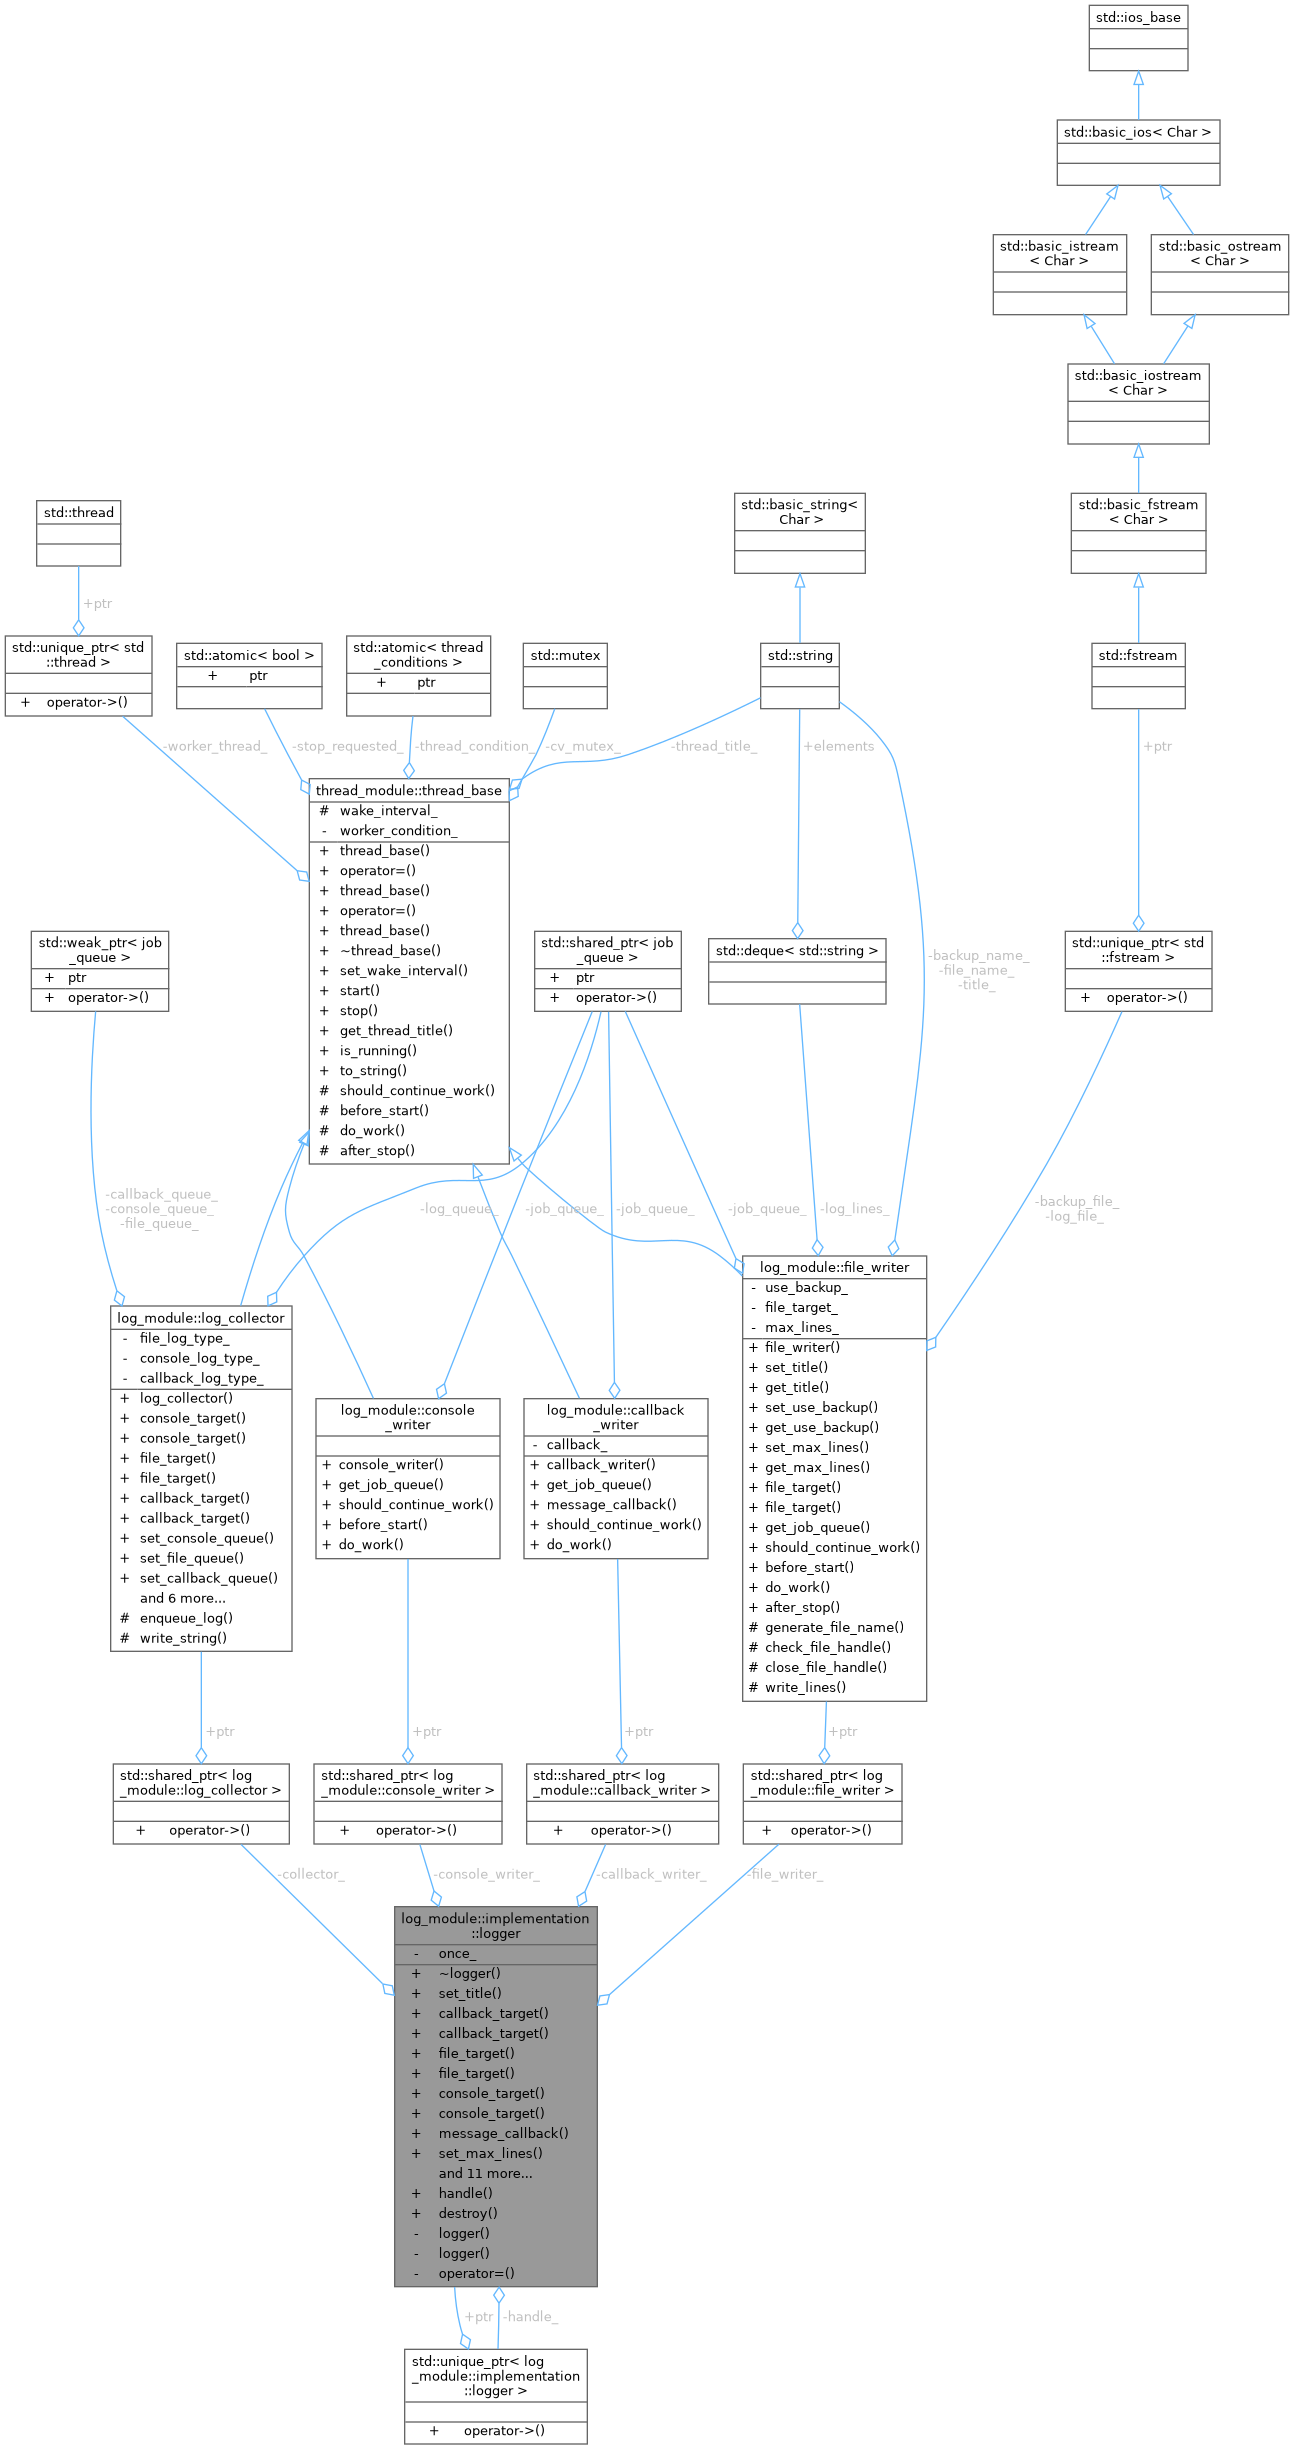 std::ios_base
std::basic_ios< Char >
std::basic_istream
< Char >
std::basic_ostream
< Char >
std::basic_iostream
< Char >
std::thread
std::basic_string<
Char >
std::basic_fstream
< Char >
+ptr
std::unique_ptr< std
::thread >
+ operator->()
std::atomic< bool >
+ ptr
std::atomic< thread
_conditions >
+ ptr
std::mutex
std::string
std::fstream
-worker_thread_
-stop_requested_
-thread_condition_
-cv_mutex_
-thread_title_
+elements
+ptr
thread_module::thread_base
# wake_interval_
- worker_condition_
+ thread_base()
+ operator=()
+ thread_base()
+ operator=()
+ thread_base()
+ ~thread_base()
+ set_wake_interval()
+ start()
+ stop()
+ get_thread_title()
+ is_running()
+ to_string()
# should_continue_work()
# before_start()
# do_work()
# after_stop()
std::weak_ptr< job
_queue >
+ ptr
+ operator->()
std::shared_ptr< job
_queue >
+ ptr
+ operator->()
std::deque< std::string >
-backup_name_
-file_name_
-title_
std::unique_ptr< std
::fstream >
+ operator->()
-callback_queue_
-console_queue_
-file_queue_
-log_queue_
-job_queue_
-job_queue_
-job_queue_
-log_lines_
-backup_file_
-log_file_
log_module::log_collector
- file_log_type_
- console_log_type_
- callback_log_type_
+ log_collector()
+ console_target()
+ console_target()
+ file_target()
+ file_target()
+ callback_target()
+ callback_target()
+ set_console_queue()
+ set_file_queue()
+ set_callback_queue()
and 6 more...
# enqueue_log()
# write_string()
log_module::console
_writer
+ console_writer()
+ get_job_queue()
+ should_continue_work()
+ before_start()
+ do_work()
log_module::callback
_writer
- callback_
+ callback_writer()
+ get_job_queue()
+ message_callback()
+ should_continue_work()
+ do_work()
log_module::file_writer
- use_backup_
- file_target_
- max_lines_
+ file_writer()
+ set_title()
+ get_title()
+ set_use_backup()
+ get_use_backup()
+ set_max_lines()
+ get_max_lines()
+ file_target()
+ file_target()
+ get_job_queue()
+ should_continue_work()
+ before_start()
+ do_work()
+ after_stop()
# generate_file_name()
# check_file_handle()
# close_file_handle()
# write_lines()
+ptr
+ptr
+ptr
+ptr
std::shared_ptr< log
_module::log_collector >
+ operator->()
std::shared_ptr< log
_module::console_writer >
+ operator->()
std::shared_ptr< log
_module::callback_writer >
+ operator->()
std::shared_ptr< log
_module::file_writer >
+ operator->()
-collector_
-console_writer_
-callback_writer_
-file_writer_
log_module::implementation
::logger
- once_
+ ~logger()
+ set_title()
+ callback_target()
+ callback_target()
+ file_target()
+ file_target()
+ console_target()
+ console_target()
+ message_callback()
+ set_max_lines()
and 11 more...
+ handle()
+ destroy()
- logger()
- logger()
- operator=()
+ptr
-handle_
std::unique_ptr< log
_module::implementation
::logger >
+ operator->()